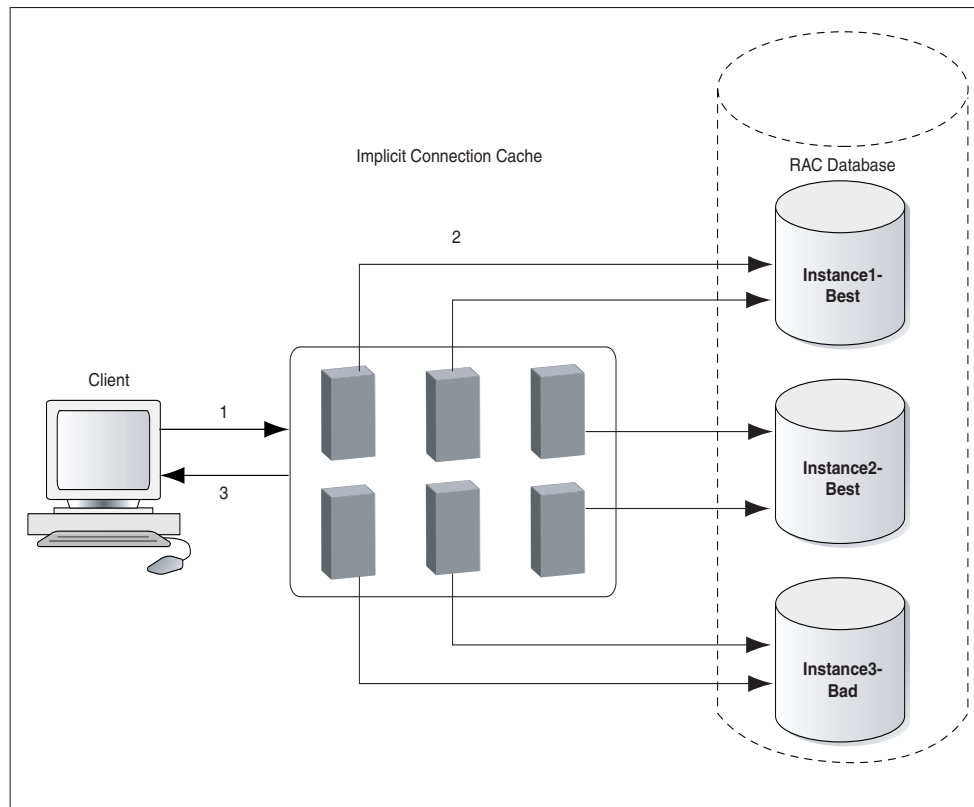 Implicit Connection Cache
RAC Database
2
Instance1-
Best
Client
1
3
Instance2-
Best
Instance3-
Bad